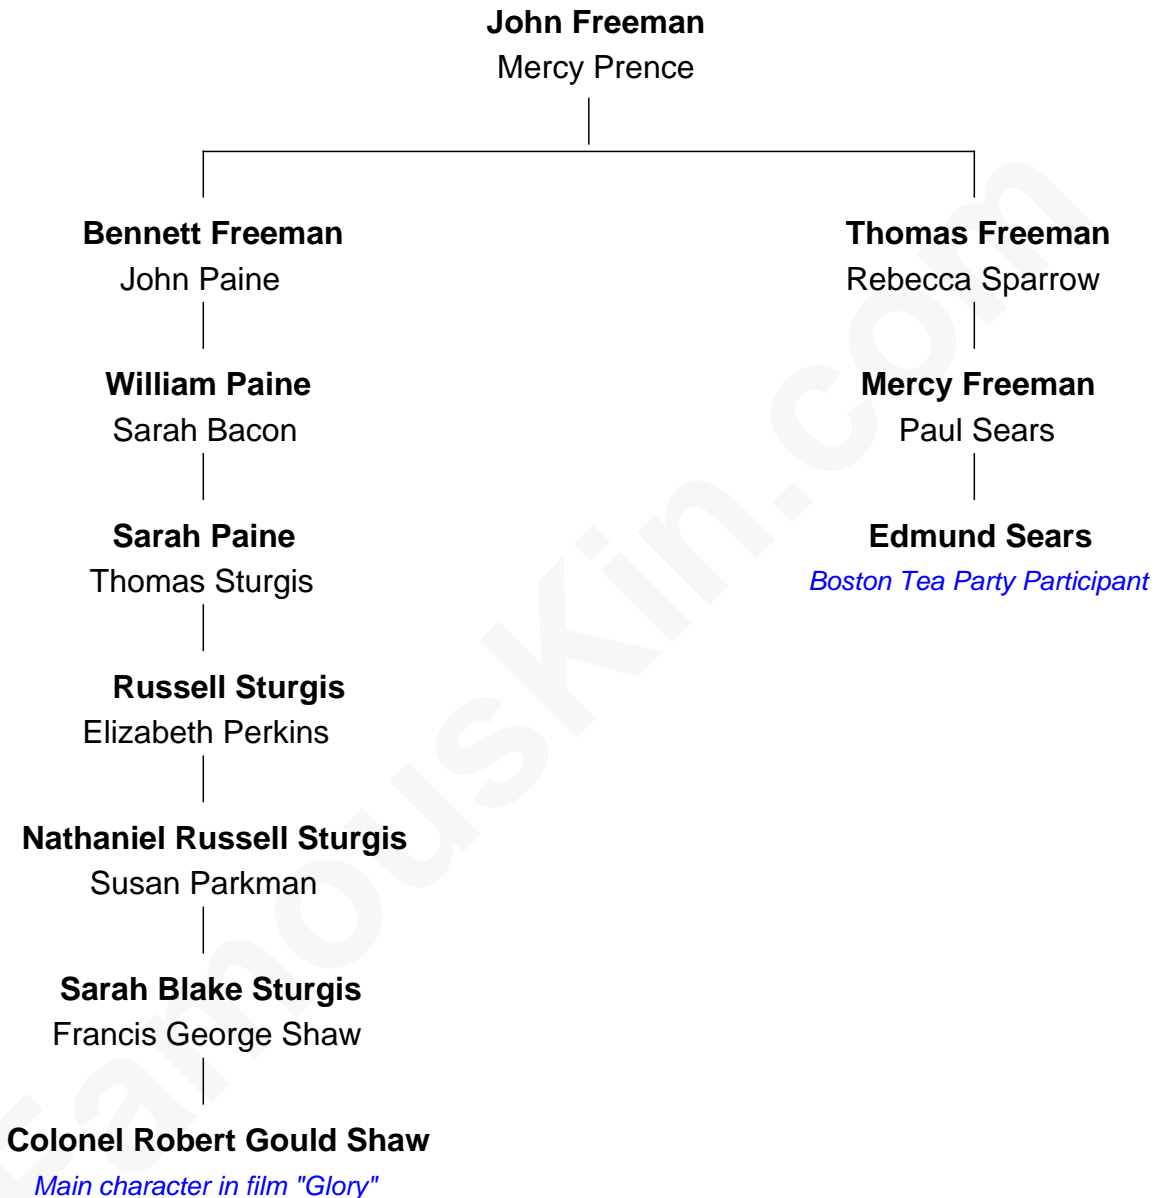 John Freeman
Mercy Prence
Bennett Freeman
John Paine
Thomas Freeman
Rebecca Sparrow
William Paine
Sarah Bacon
Mercy Freeman
Paul Sears
Sarah Paine
Thomas Sturgis
Edmund Sears
Boston Tea Party Participant
Russell Sturgis
Elizabeth Perkins
Nathaniel Russell Sturgis
Susan Parkman
Sarah Blake Sturgis
Francis George Shaw
Colonel Robert Gould Shaw
Main character in film "Glory"
FamousKin.com